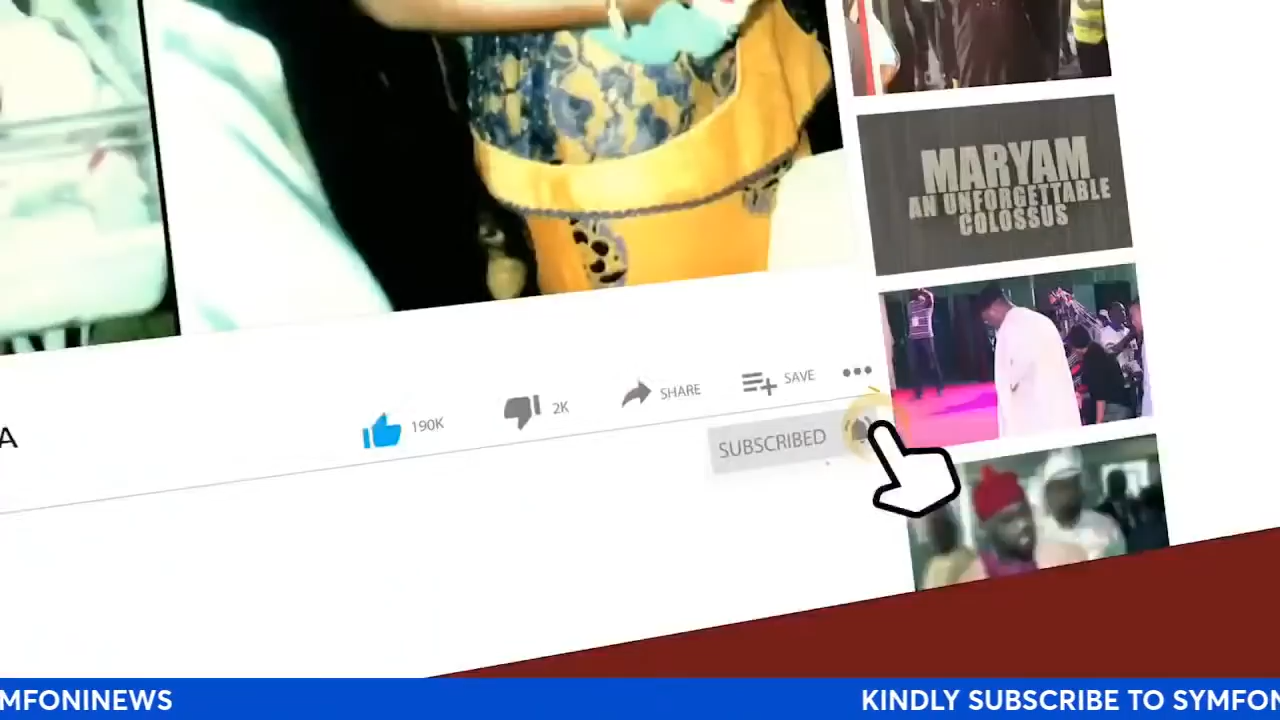 MARYAM
AN UNFORGETTABLE
COLOSSUS
A
190K
2K
SHARE
SAVE
SUBSCRIBED
MFONINEWS
KINDLY SUBSCRIBE TO SYMFON